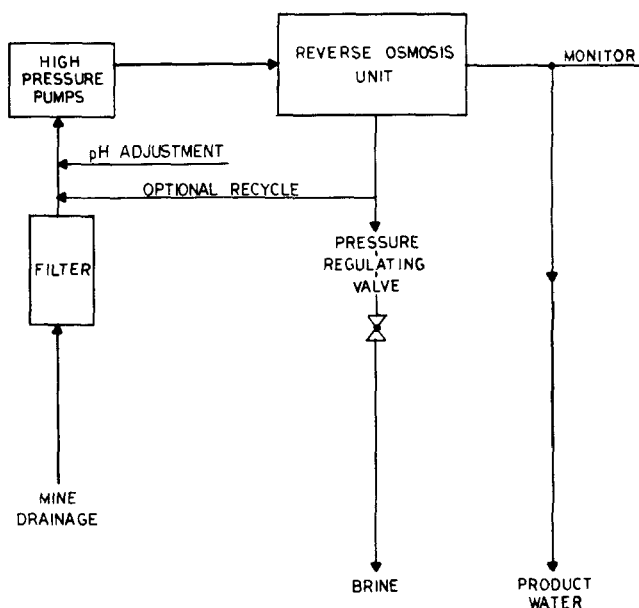 HIGH
PRESSURE
PUMPS
REVERSE OSMOSIS
UNIT
MONITOR
pH ADJUSTMENT
OPTIONAL RECYCLE
FILTER
PRESSURE
REGULATING
VALVE
MINE
DRAINAGE
BRINE
PRODUCT
WATER